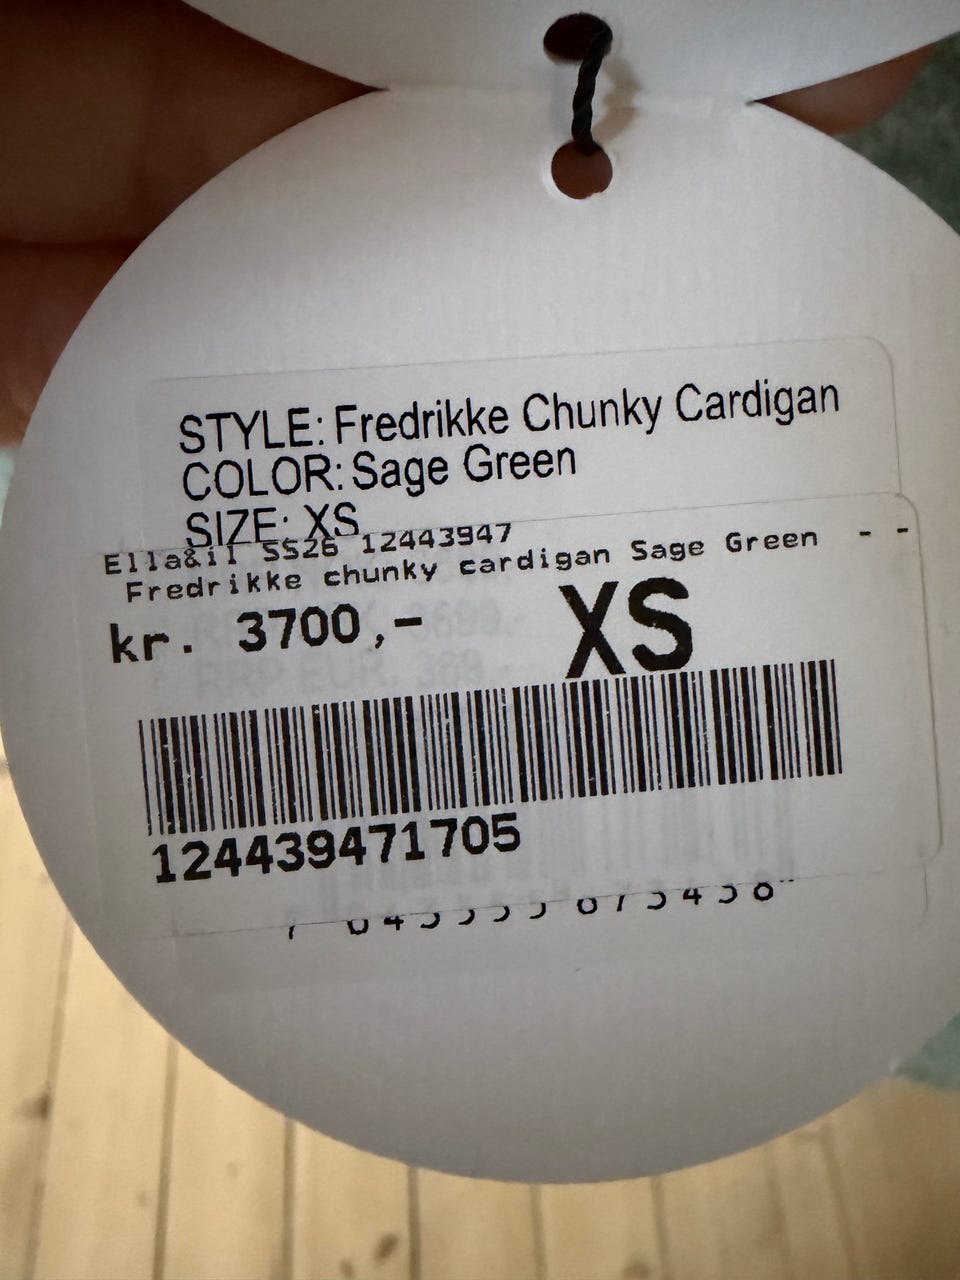 STYLE: Fredrikke Chunky Cardigan
COLOR: Sage Green
SIZE: XS
Ella&il SS26 12443947
Fredrikke chunky cardigan Sage Green - -
kr. 3700,- XS
124439471705